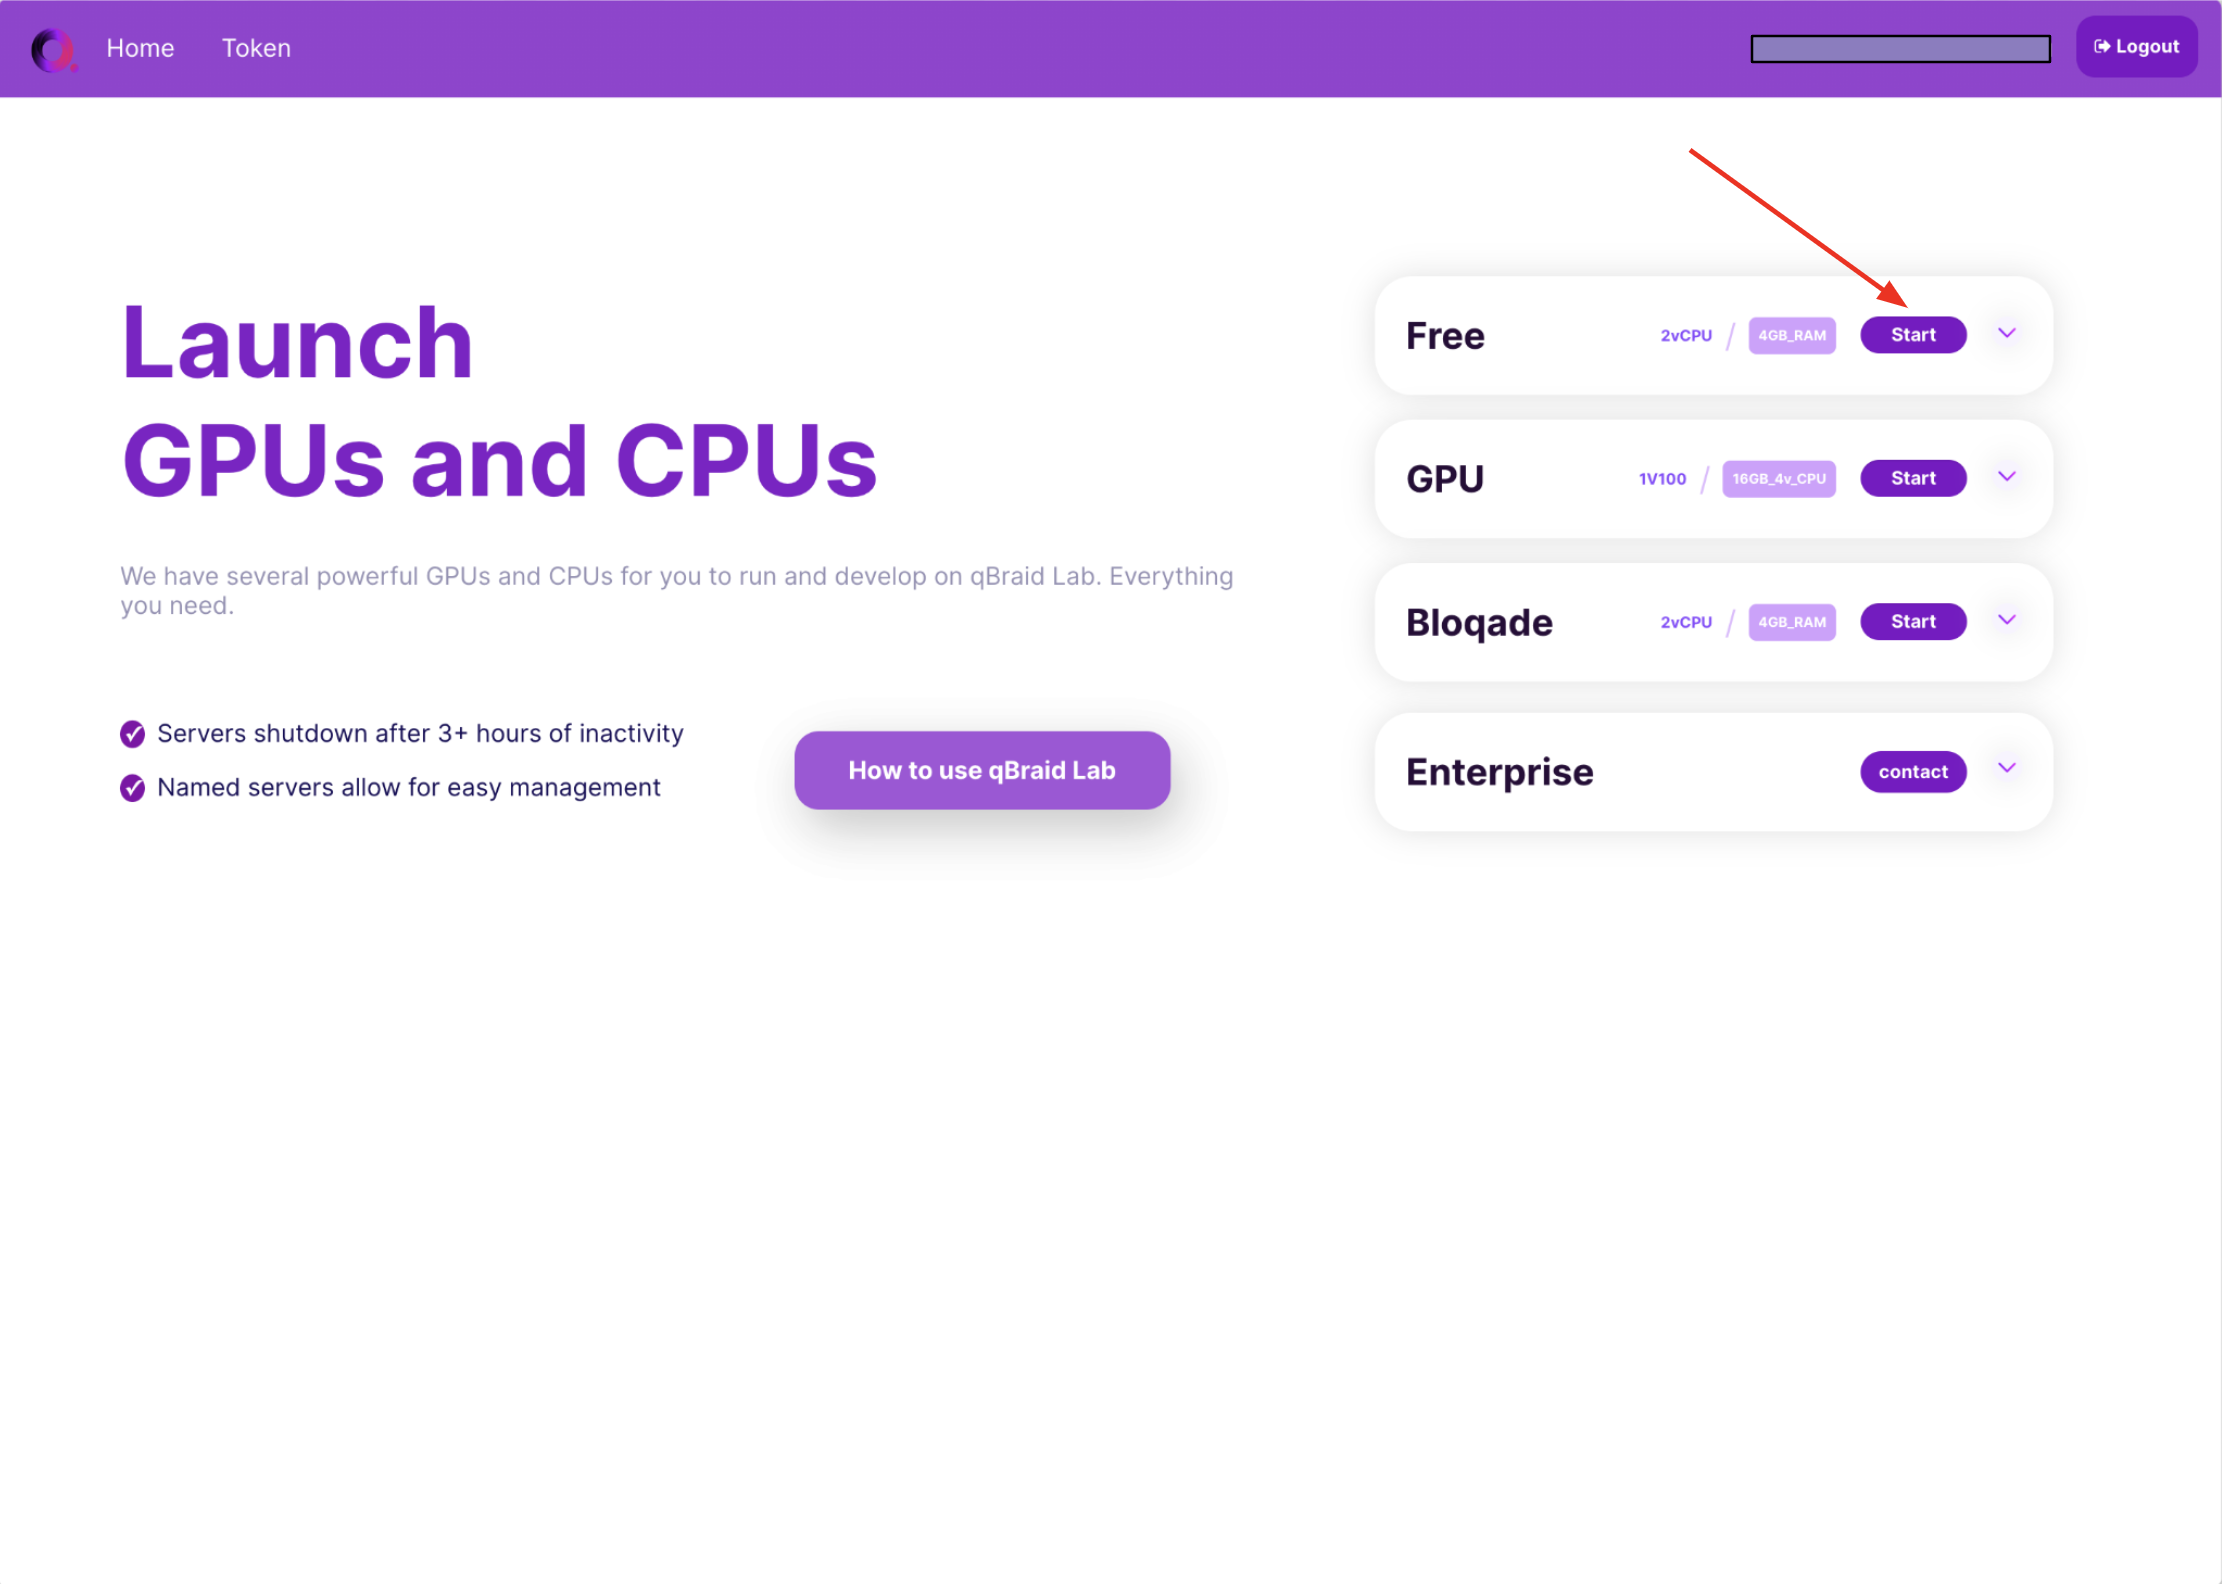 Home Token Logout
Launch
GPUs and CPUs
We have several powerful GPUs and CPUs for you to run and develop on qBraid Lab. Everything
you need.
Servers shutdown after 3+ hours of inactivity
Named servers allow for easy management
How to use qBraid Lab
Free 2vCPU / 4GB_RAM Start
GPU 1V100 / 16GB_4v_CPU Start
Bloqade 2vCPU / 4GB_RAM Start
Enterprise contact